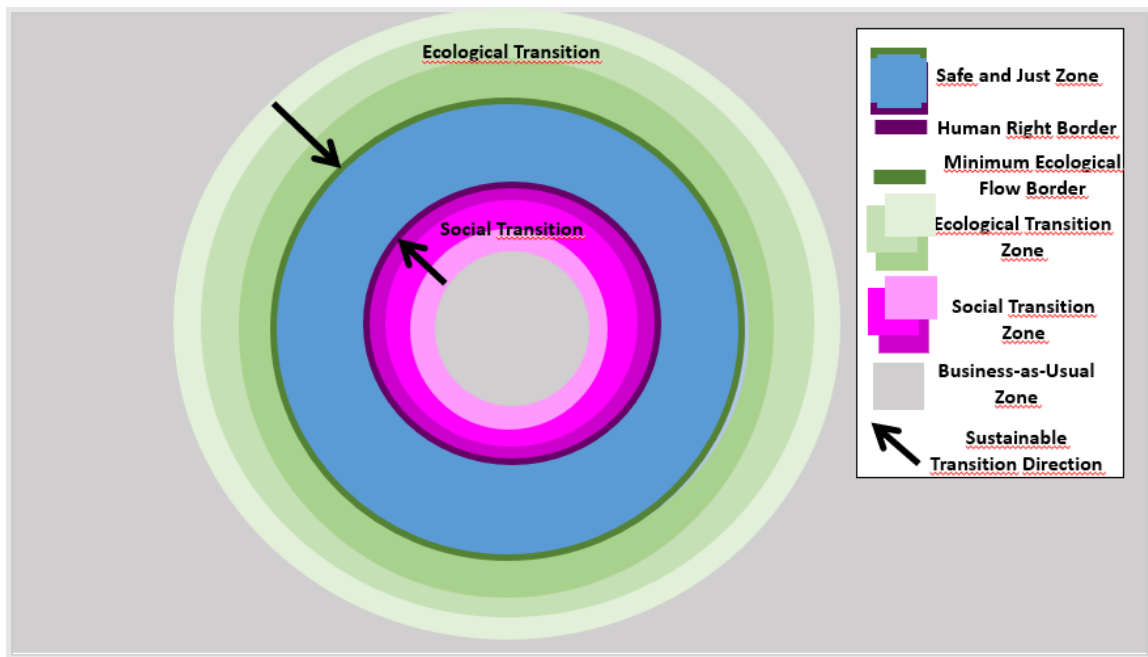 Ecological Transition
Social Transition
Safe and Just Zone
Human Right Border
Minimum Ecological
Flow Border
Ecological Transition
Zone
Social Transition
Zone
Business-as-Usual
Zone
Sustainable
Transition Direction